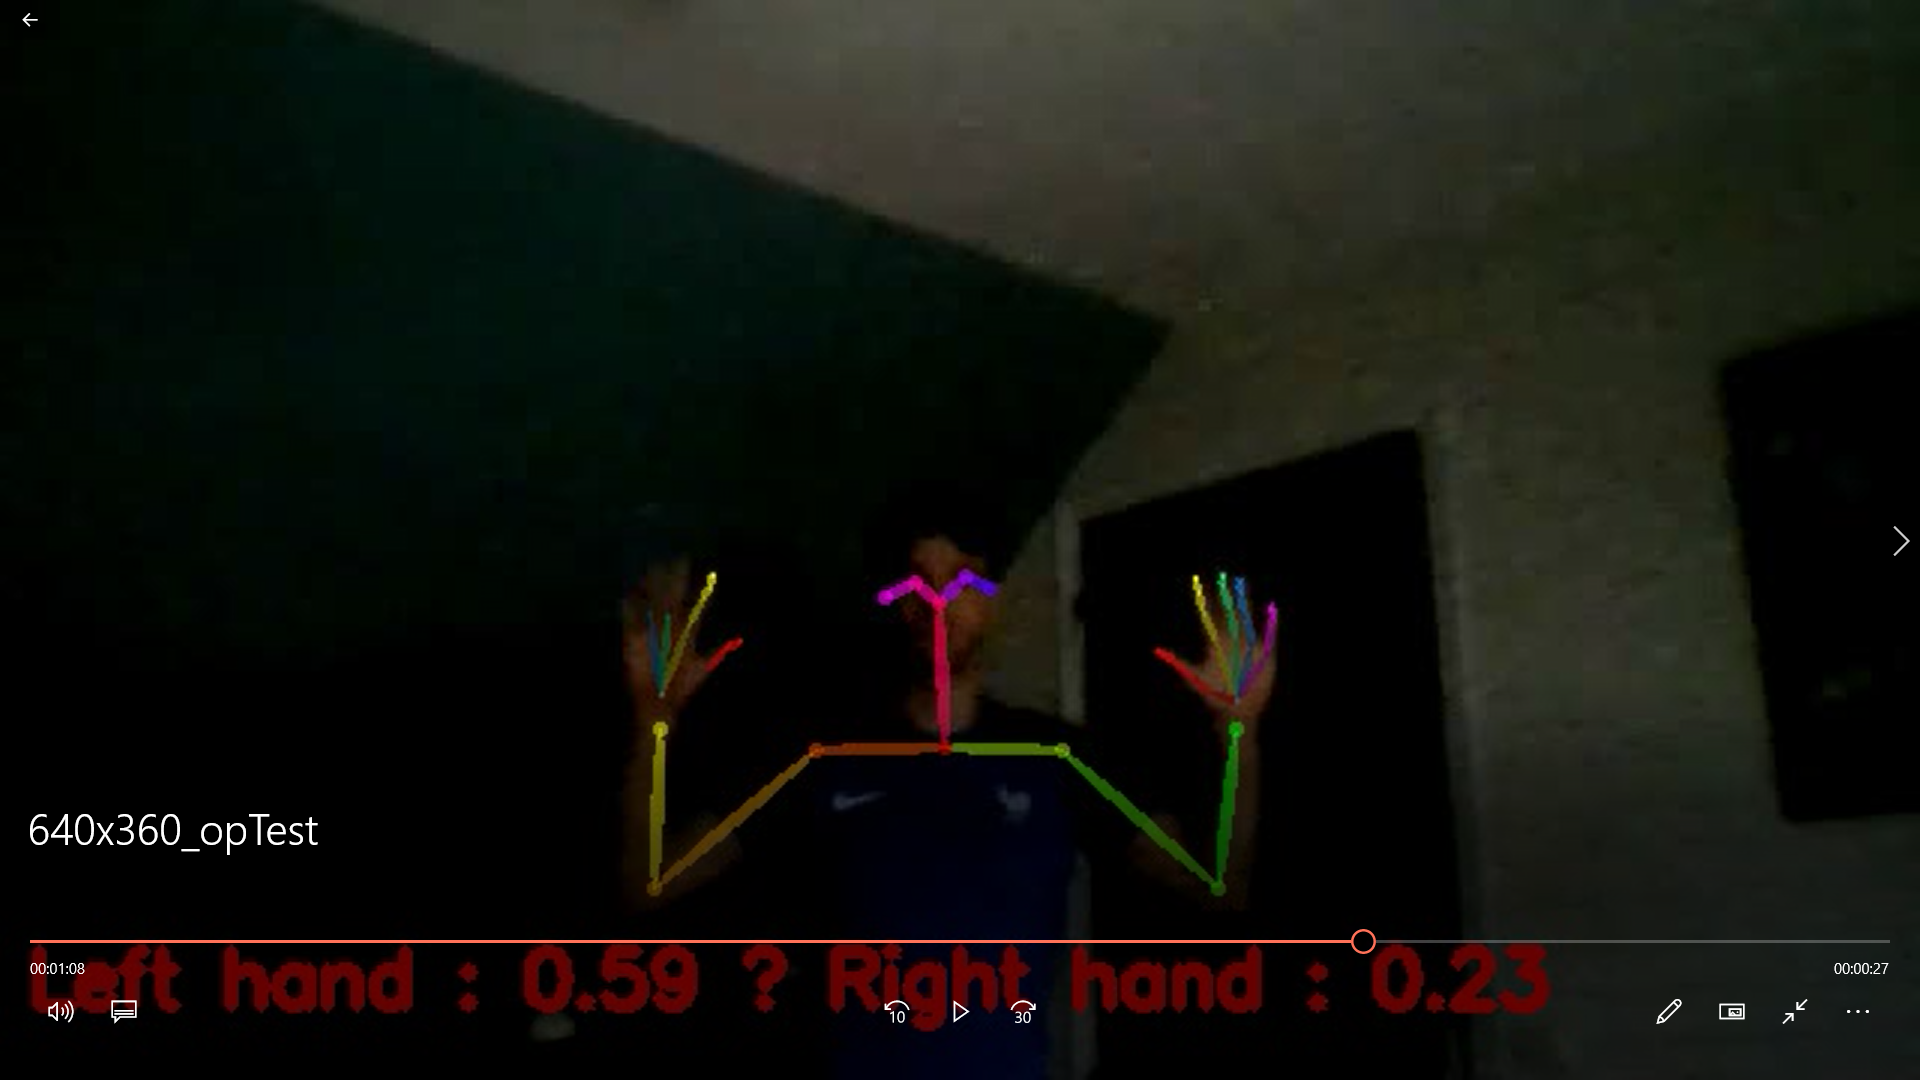 640x360_opTest
Left hand : 0.59 ? Right hand : 0.23
00:01:08
00:00:27
10
30